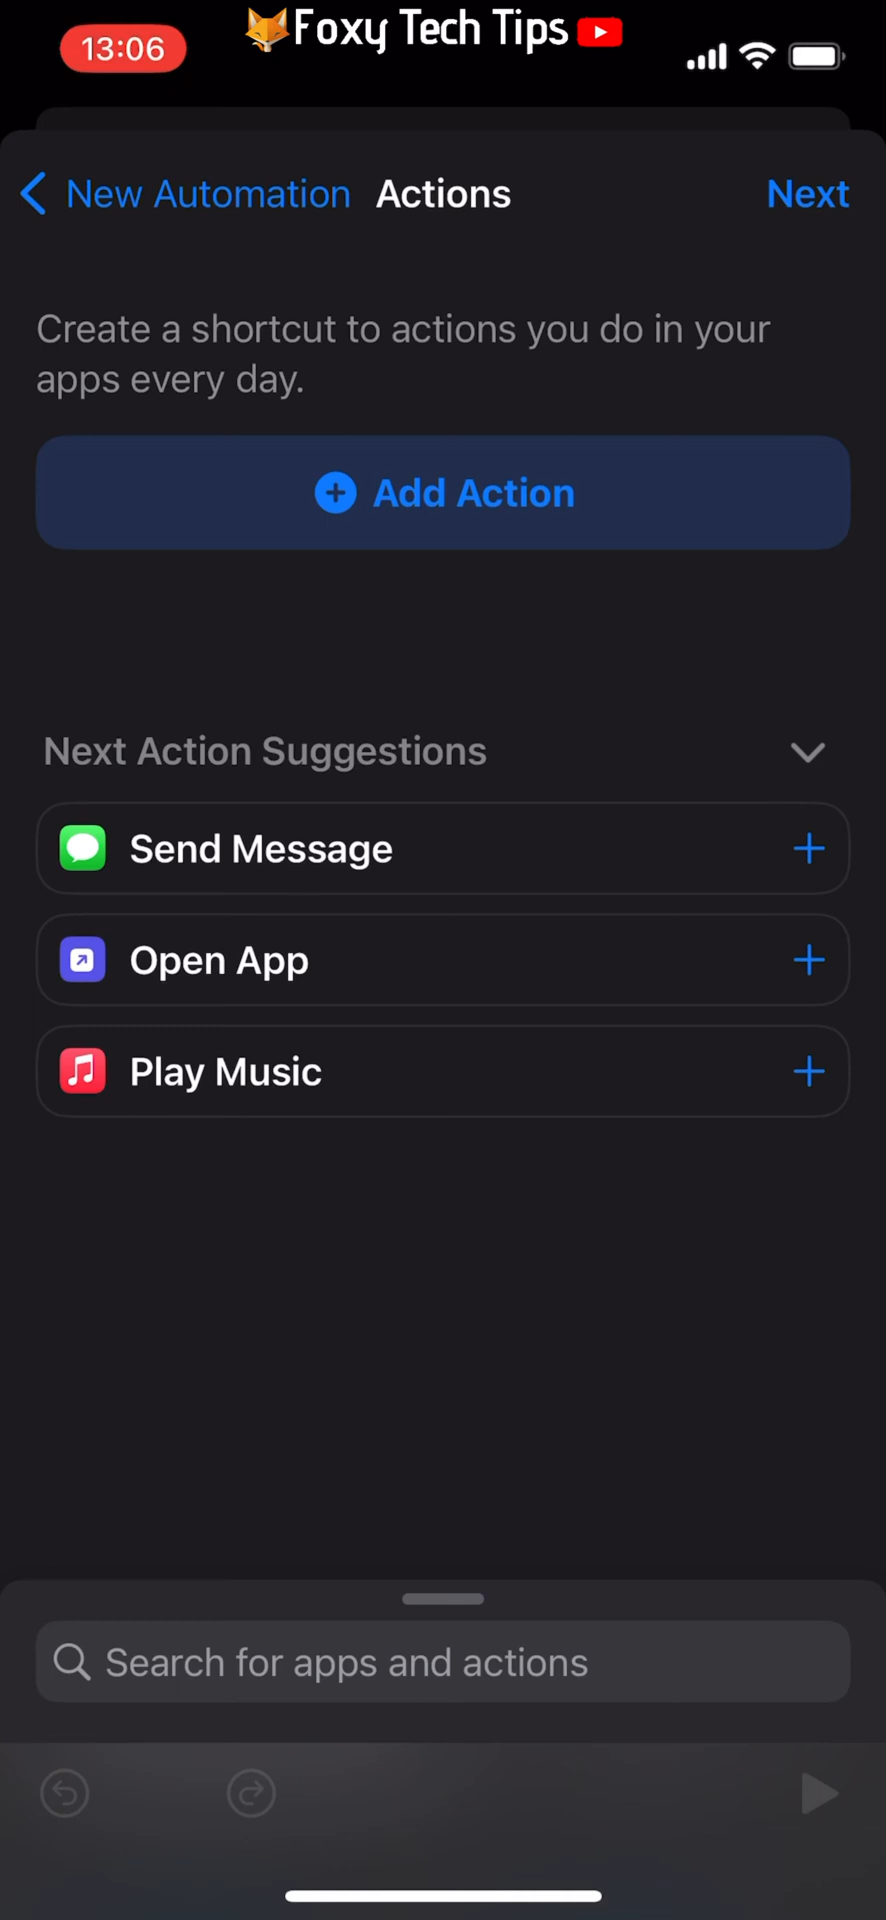 13:06
Foxy Tech Tips
New Automation
Actions
Next
Create a shortcut to actions you do in your
apps every day.
Add Action
Next Action Suggestions
Send Message
Open App
Play Music
Search for apps and actions